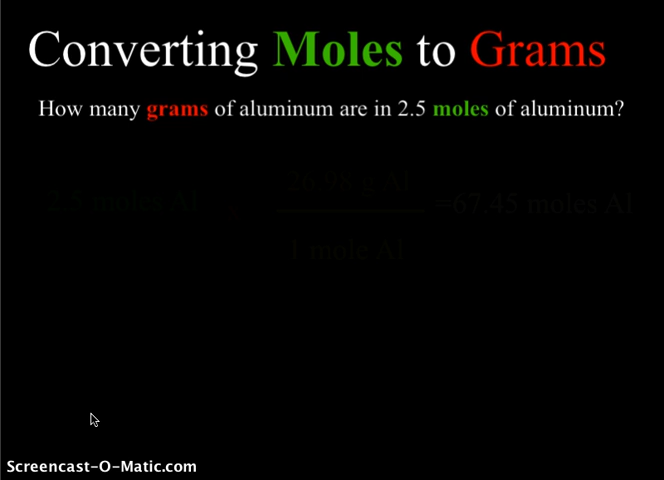 Converting Moles to Grams
How many grams of aluminum are in 2.5 moles of aluminum?
26.98 g Al
2.5 moles Al
=67.45 moles Al
1 mole Al
Screencast-O-Matic.com